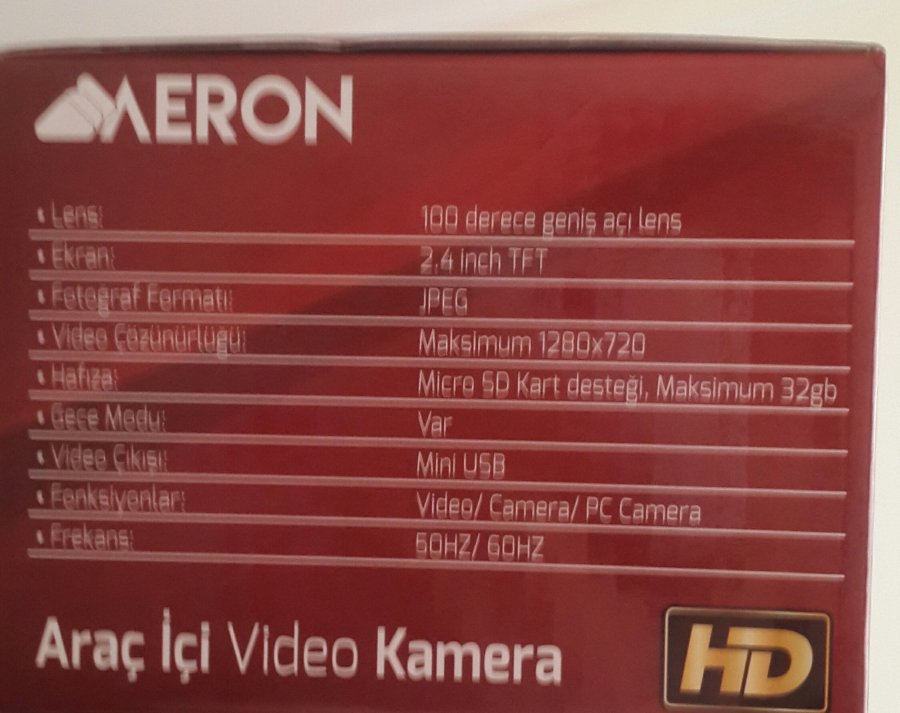 AERON
• Lens: 100 derece geniş açı lens
• Ekran: 2.4 inch TFT
• Fotoğraf Formatı: JPEG
• Video Çözünürlüğü: Maksimum 1280x720
• Hafıza: Micro SD Kart desteği, Maksimum 32gb
• Gece Modu: Var
• Video Çıkışı: Mini USB
• Fonksiyonlar: Video/ Camera/ PC Camera
• Frekans: 50HZ/ 60HZ
Araç İçi Video Kamera
HD